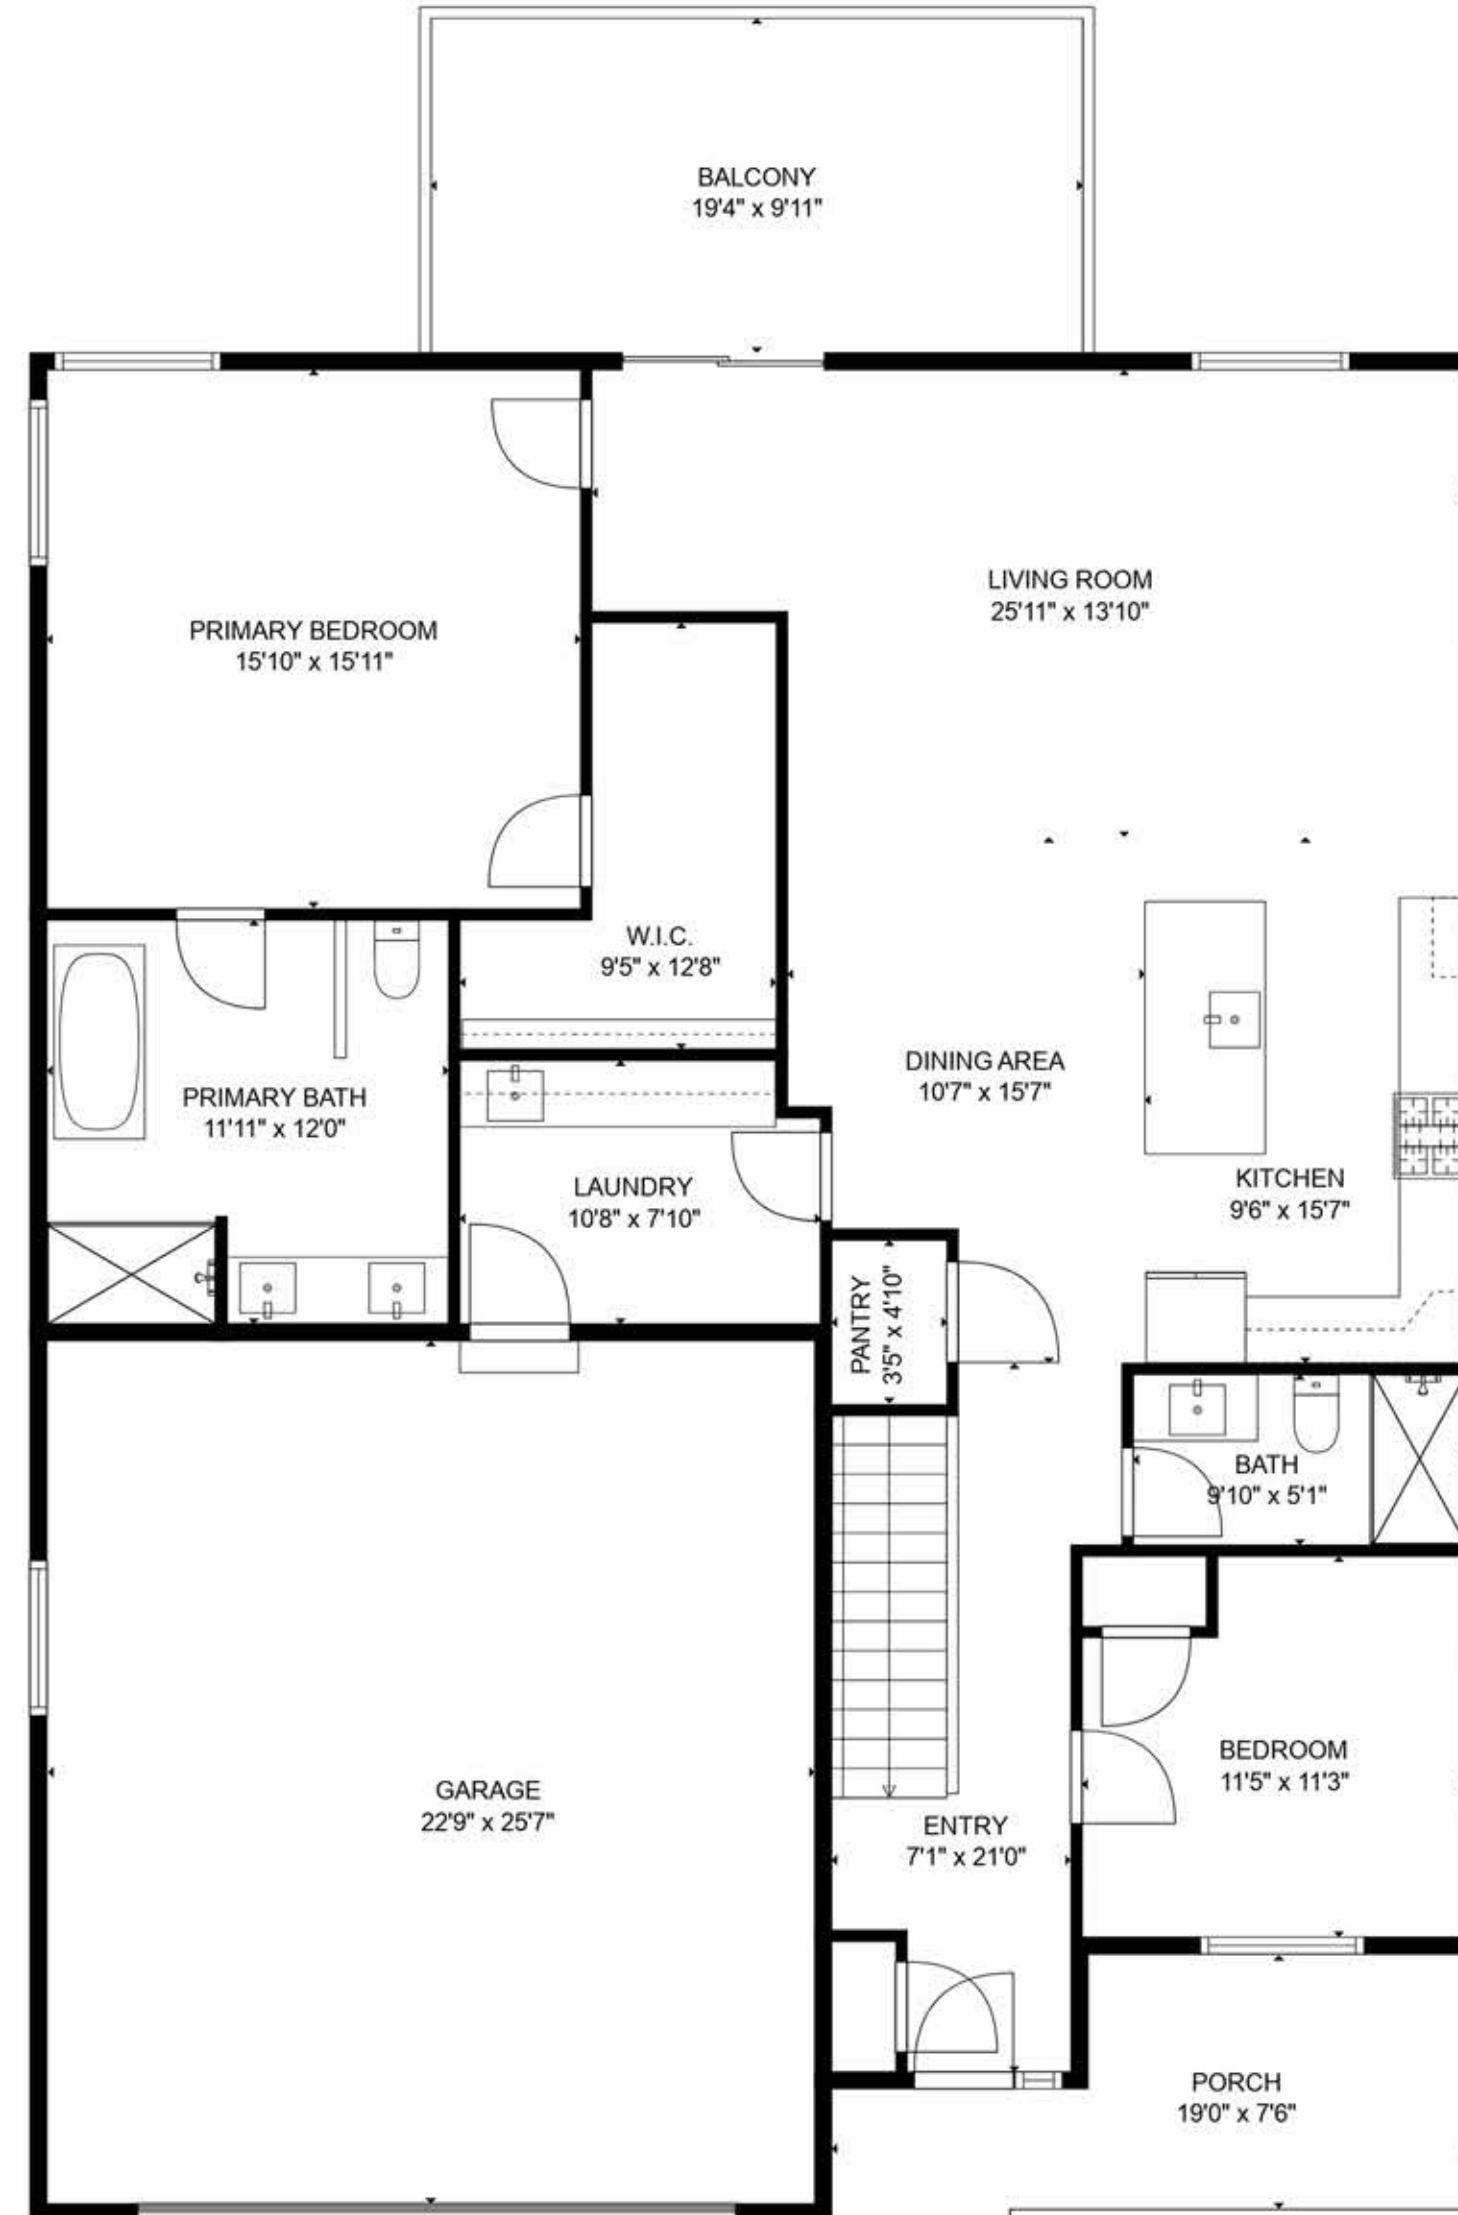 BALCONY
19'4" x 9'11"
LIVING ROOM
25'11" x 13'10"
PRIMARY BEDROOM
15'10" x 15'11"
W.I.C.
9'5" x 12'8"
DINING AREA
10'7" x 15'7"
PRIMARY BATH
11'11" x 12'0"
LAUNDRY
10'8" x 7'10"
KITCHEN
9'6" x 15'7"
PANTRY
3'5" x 4'10"
BATH
9'10" x 5'1"
BEDROOM
11'5" x 11'3"
GARAGE
22'9" x 25'7"
ENTRY
7'1" x 21'0"
PORCH
19'0" x 7'6"